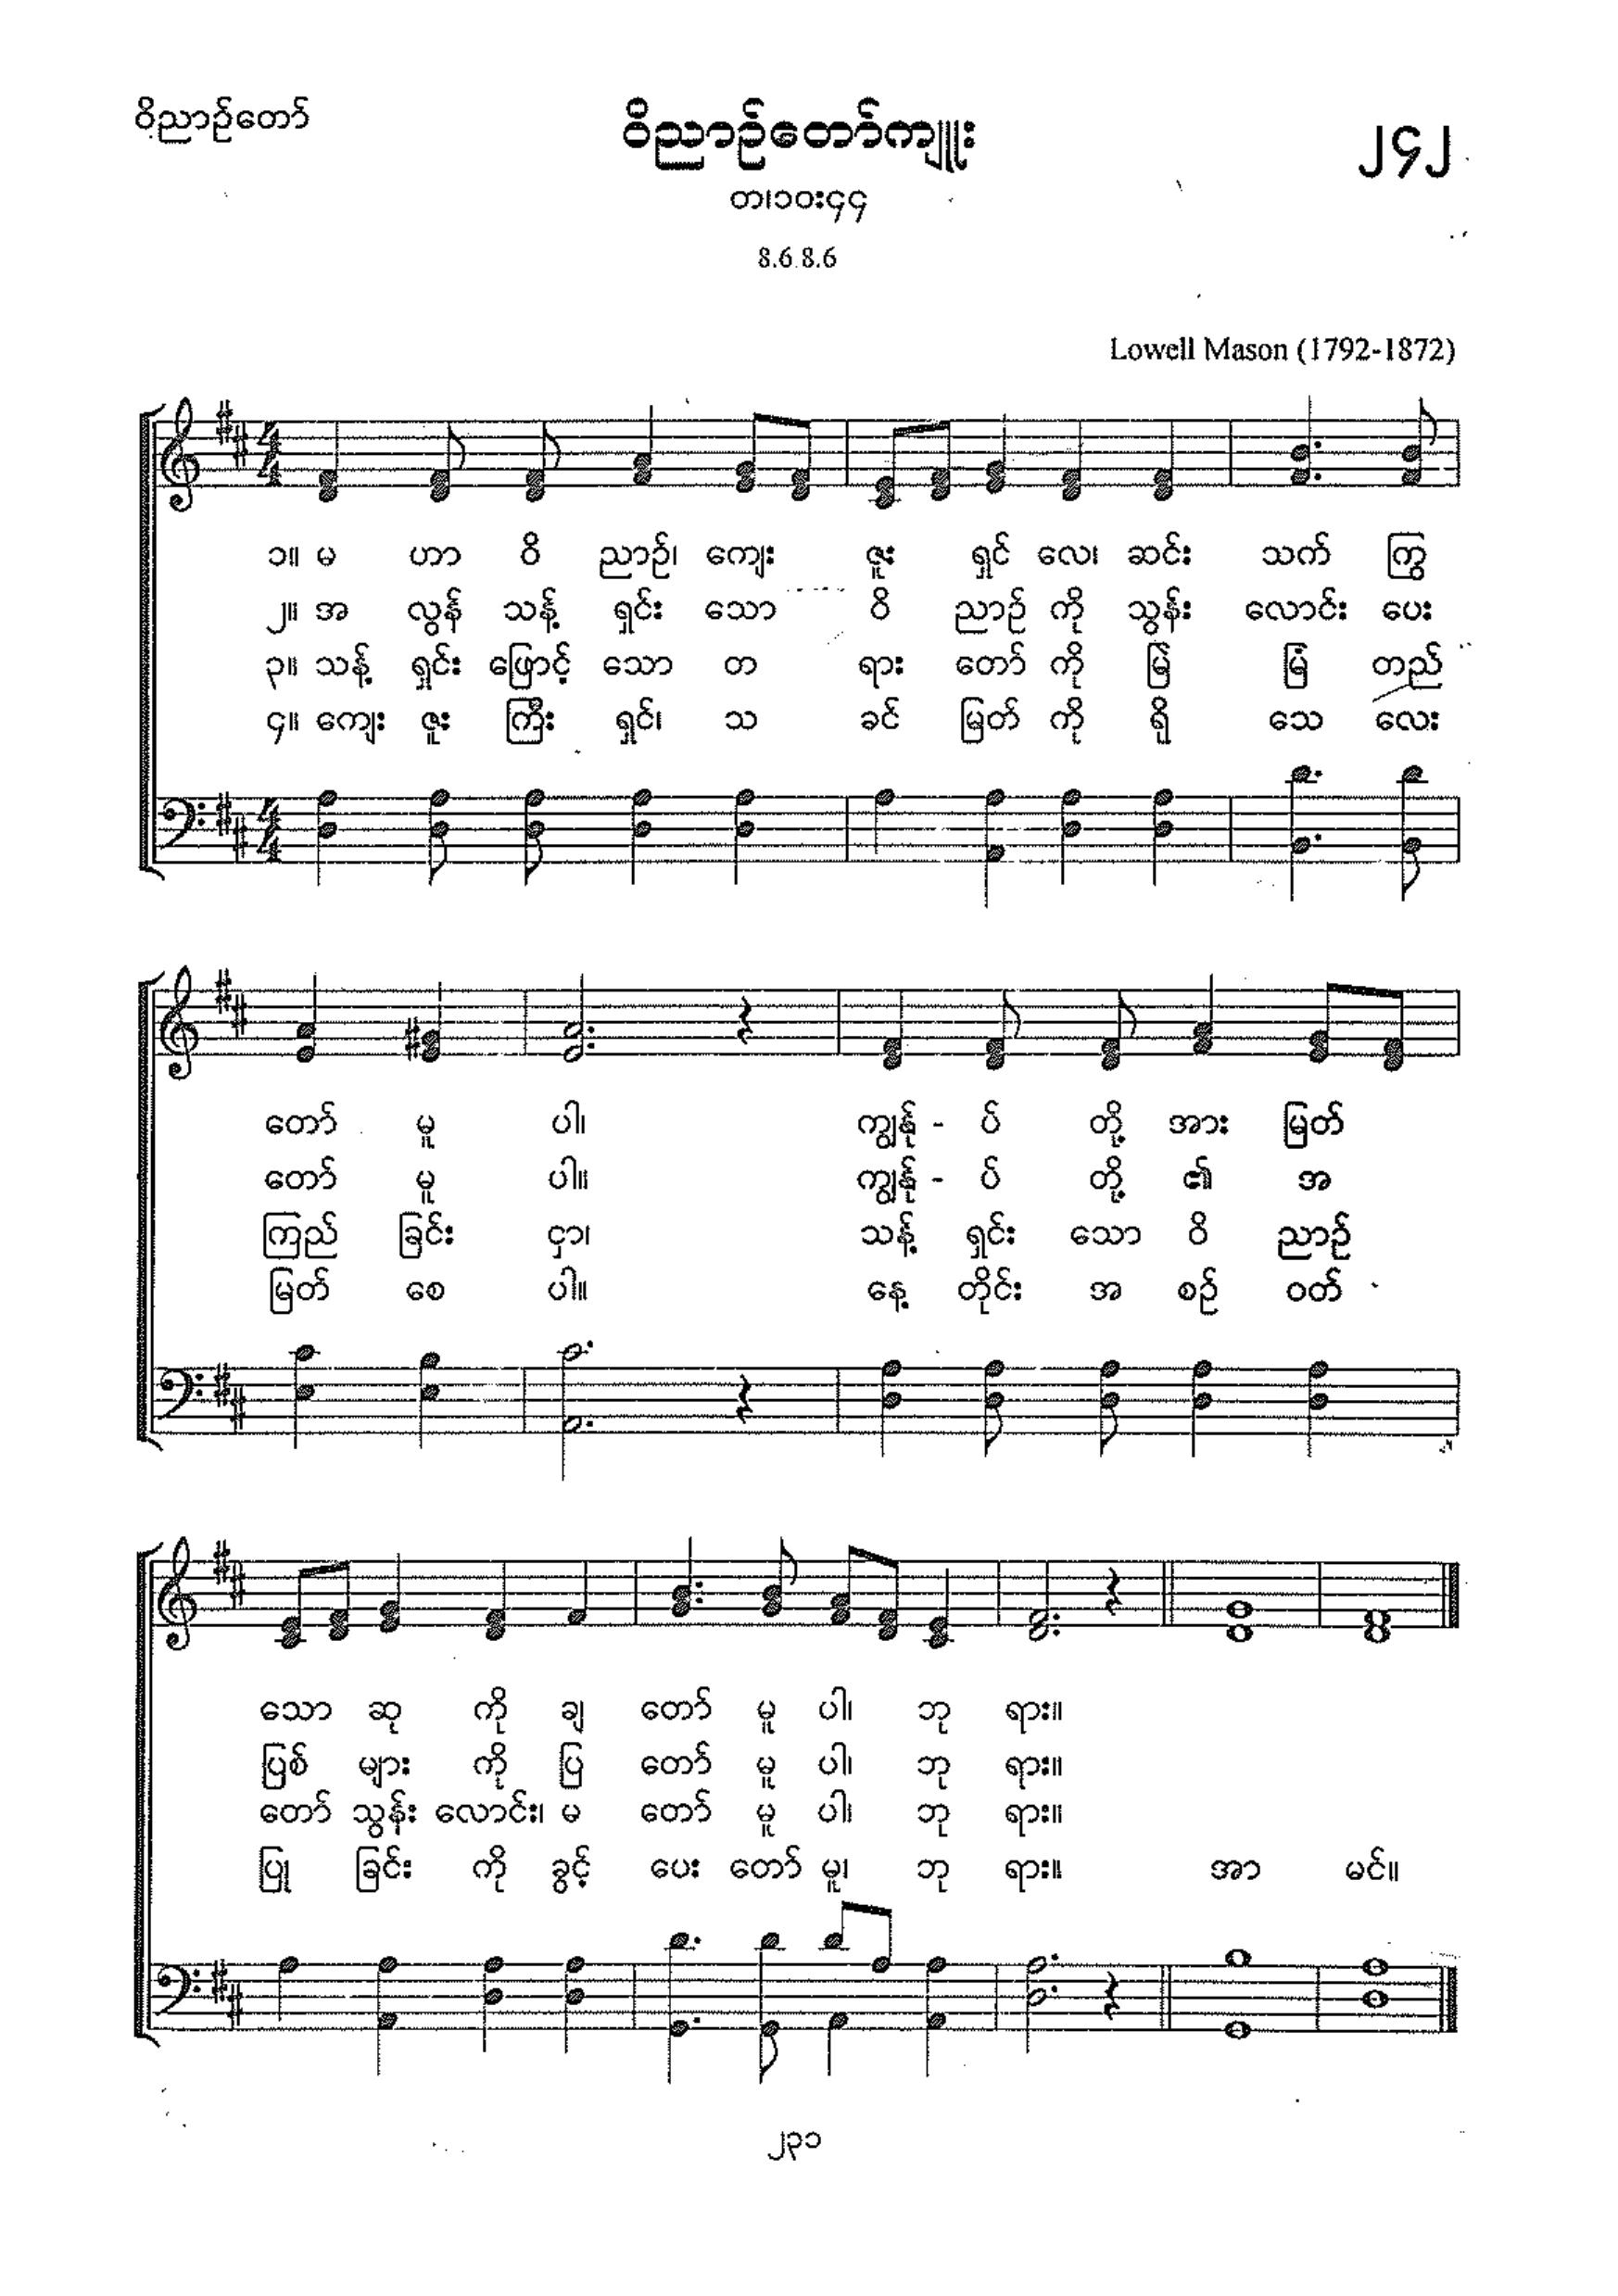 ဝိညာဉ်တော်
ဝိညာဉ်တော်ကျူး
၂၄၂
တ၊၁၀း၄၄
8.6.8.6
Lowell Mason (1792-1872)
၁။ မ ဟာ ဝိ ညာဉ်၊ ကျေး ဇူး ရှင် လေ၊ ဆင်း သက် ကြွ
၂။ အ လွန် သန့် ရှင်း သော ဝိ ညာဉ် ကို သွန်း လောင်း ပေး
၃။ သန့် ရှင်း ဖြောင့် သော တ ရား တော် ကို မြဲ မြံ တည်
၄။ ကျေး ဇူး ကြီး ရှင်၊ သ ခင် မြတ် ကို ရို သေ လေး
တော် မူ ပါ၊ ကျွန်ု - ပ် တို့ အား မြတ်
တော် မူ ပါ။ ကျွန်ု - ပ် တို့ ၏ အ
ကြည် ခြင်း ငှာ၊ သန့် ရှင်း သော ဝိ ညာဉ်
မြတ် စေ ပါ။ နေ့ တိုင်း အ စဉ် ဝတ်
သော ဆု ကို ချ တော် မူ ပါ၊ ဘု ရား။
ပြစ် များ ကို ပြ တော် မူ ပါ၊ ဘု ရား။
တော် သွန်း လောင်း၊ မ တော် မူ ပါ၊ ဘု ရား။
ပြု ခြင်း ကို ခွင့် ပေး တော် မူ၊ ဘု ရား။ အာ မင်။
၂၃၁